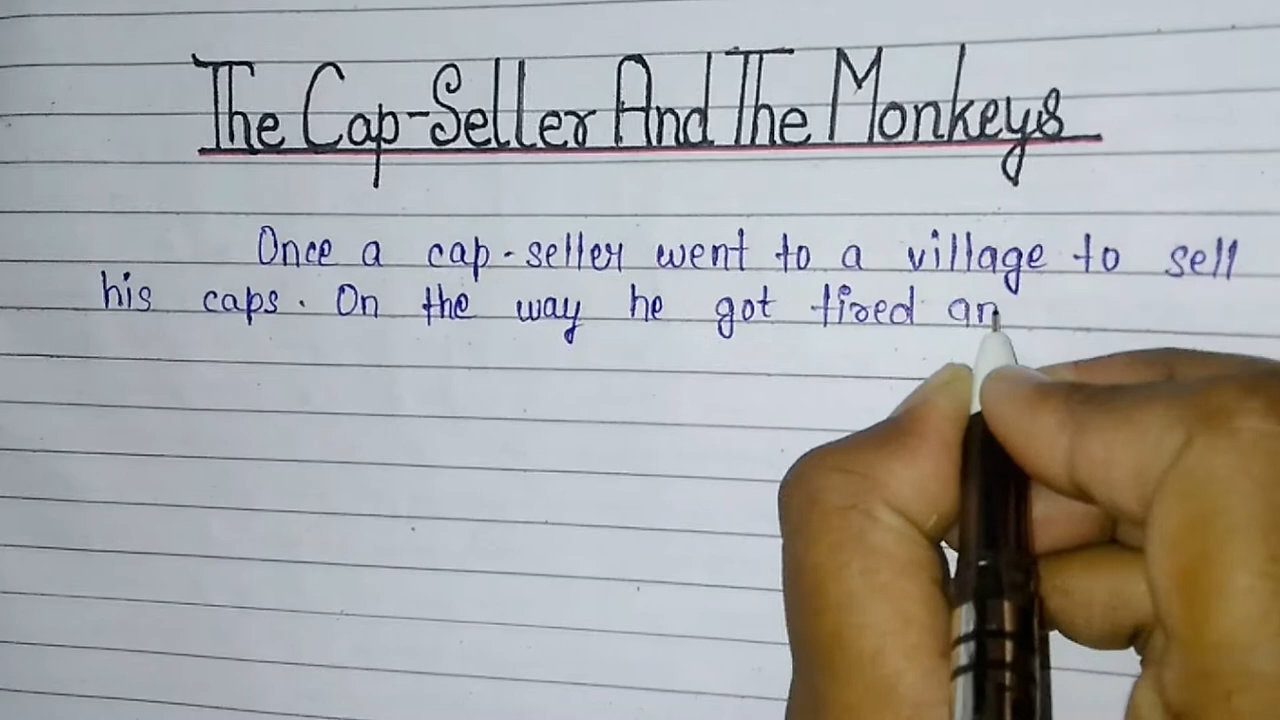 The Cap-Seller And The Monkeys
Once a cap-seller went to a village to sell
his caps. On the way he got tired an